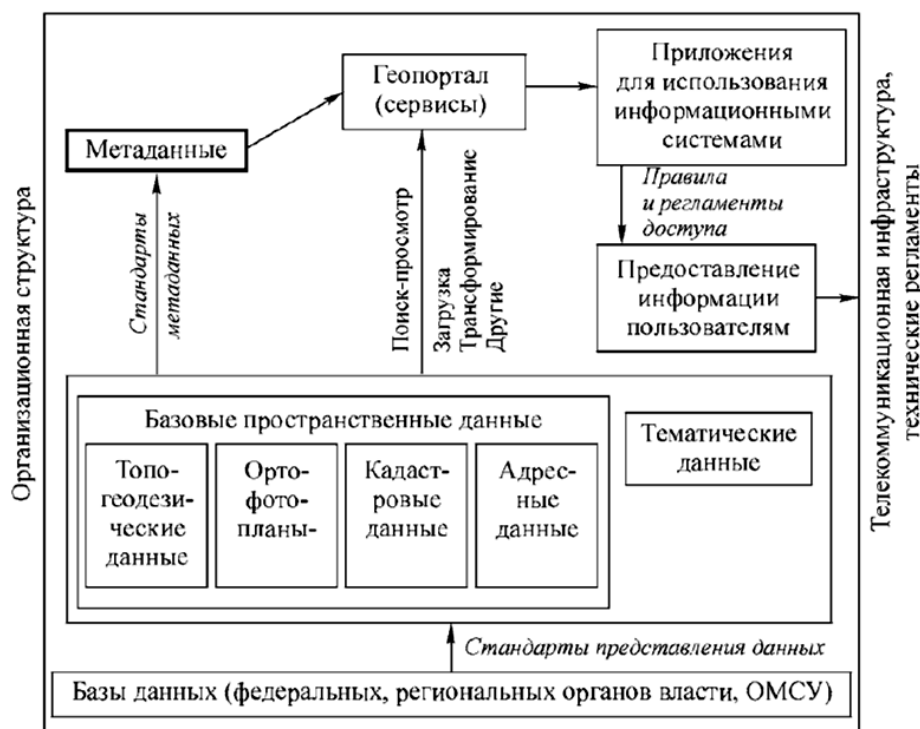 Приложения
для использования
информационными
системами
Геопортал
(сервисы)
Метаданные
Правила
и регламенты
доступа
Стандарты
метаданных
Поиск-просмотр
Загрузка
Трансформирование
Другие
Предоставление
информации
пользователям
Организационная структура
Телекоммуникационная инфраструктура,
технические регламенты
Базовые пространственные данные
Топо-
геодези-
ческие
данные
Орто-
фото-
планы-
Кадаст-
ровые
данные
Адрес-
ные
данные
Тематические
данные
Стандарты представления данных
Базы данных (федеральных, региональных органов власти, ОМСУ)